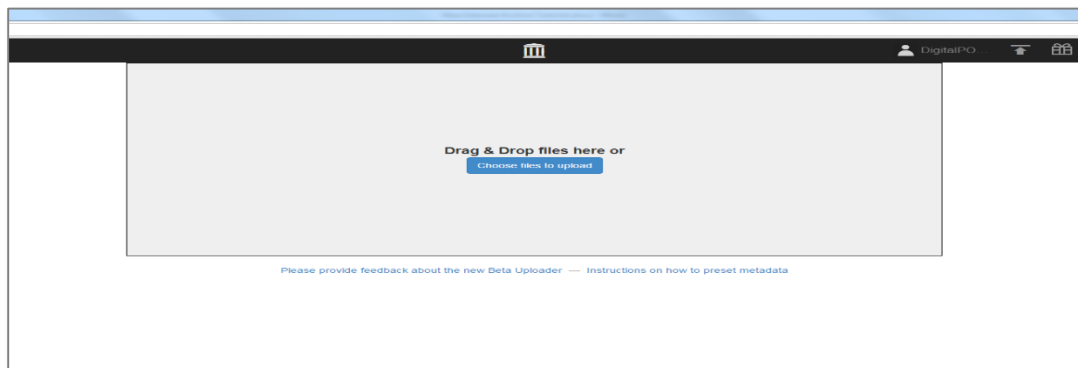 DigitalPO...
Drag & Drop files here or
Choose files to upload
Please provide feedback about the new Beta Uploader — Instructions on how to preset metadata